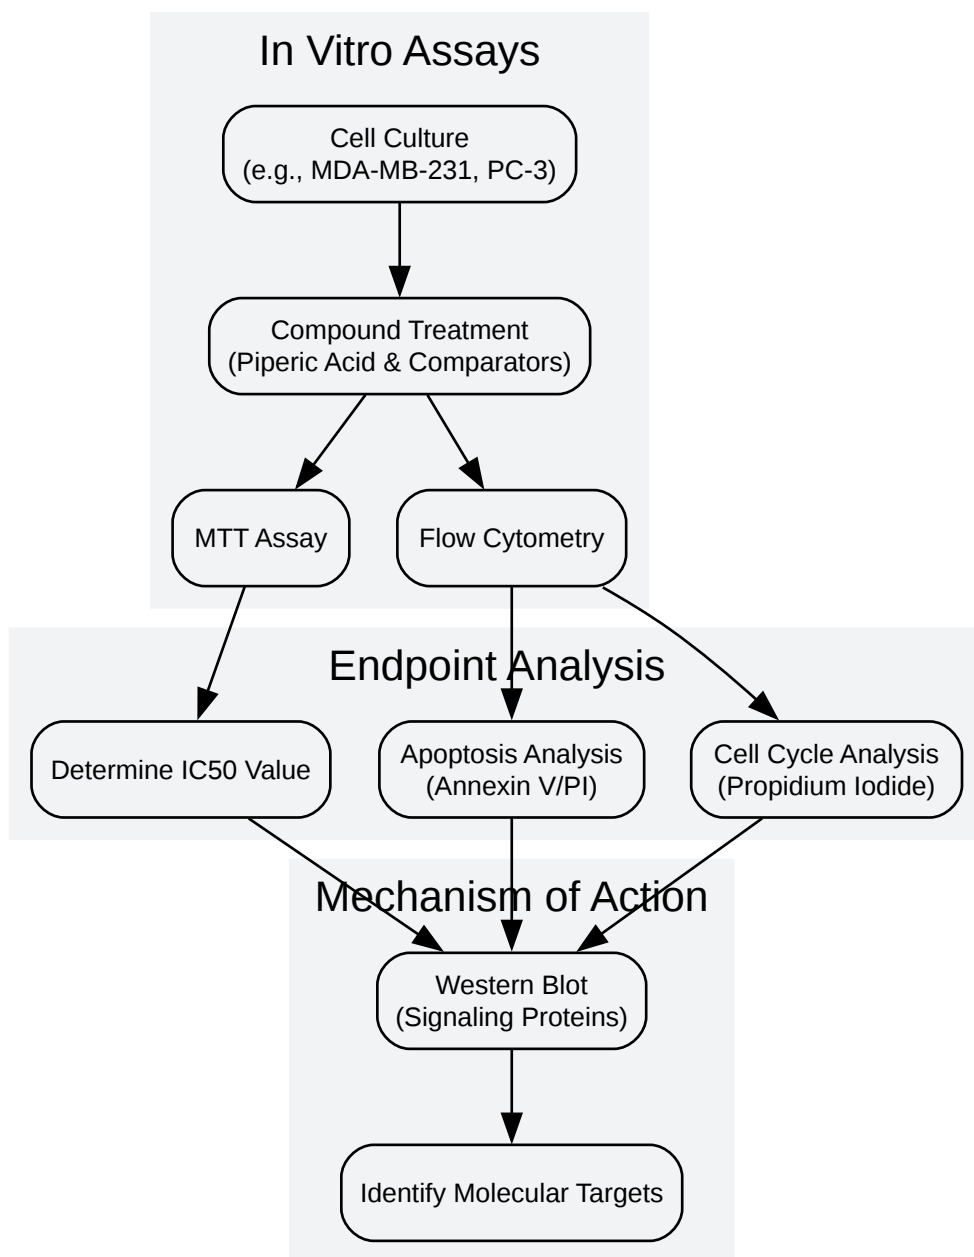 In Vitro Assays
Cell Culture
(e.g., MDA-MB-231, PC-3)
Compound Treatment
(Piperic Acid & Comparators)
MTT Assay
Flow Cytometry
Endpoint Analysis
Determine IC50 Value
Apoptosis Analysis
(Annexin V/PI)
Cell Cycle Analysis
(Propidium Iodide)
Mechanism of Action
Western Blot
(Signaling Proteins)
Identify Molecular Targets